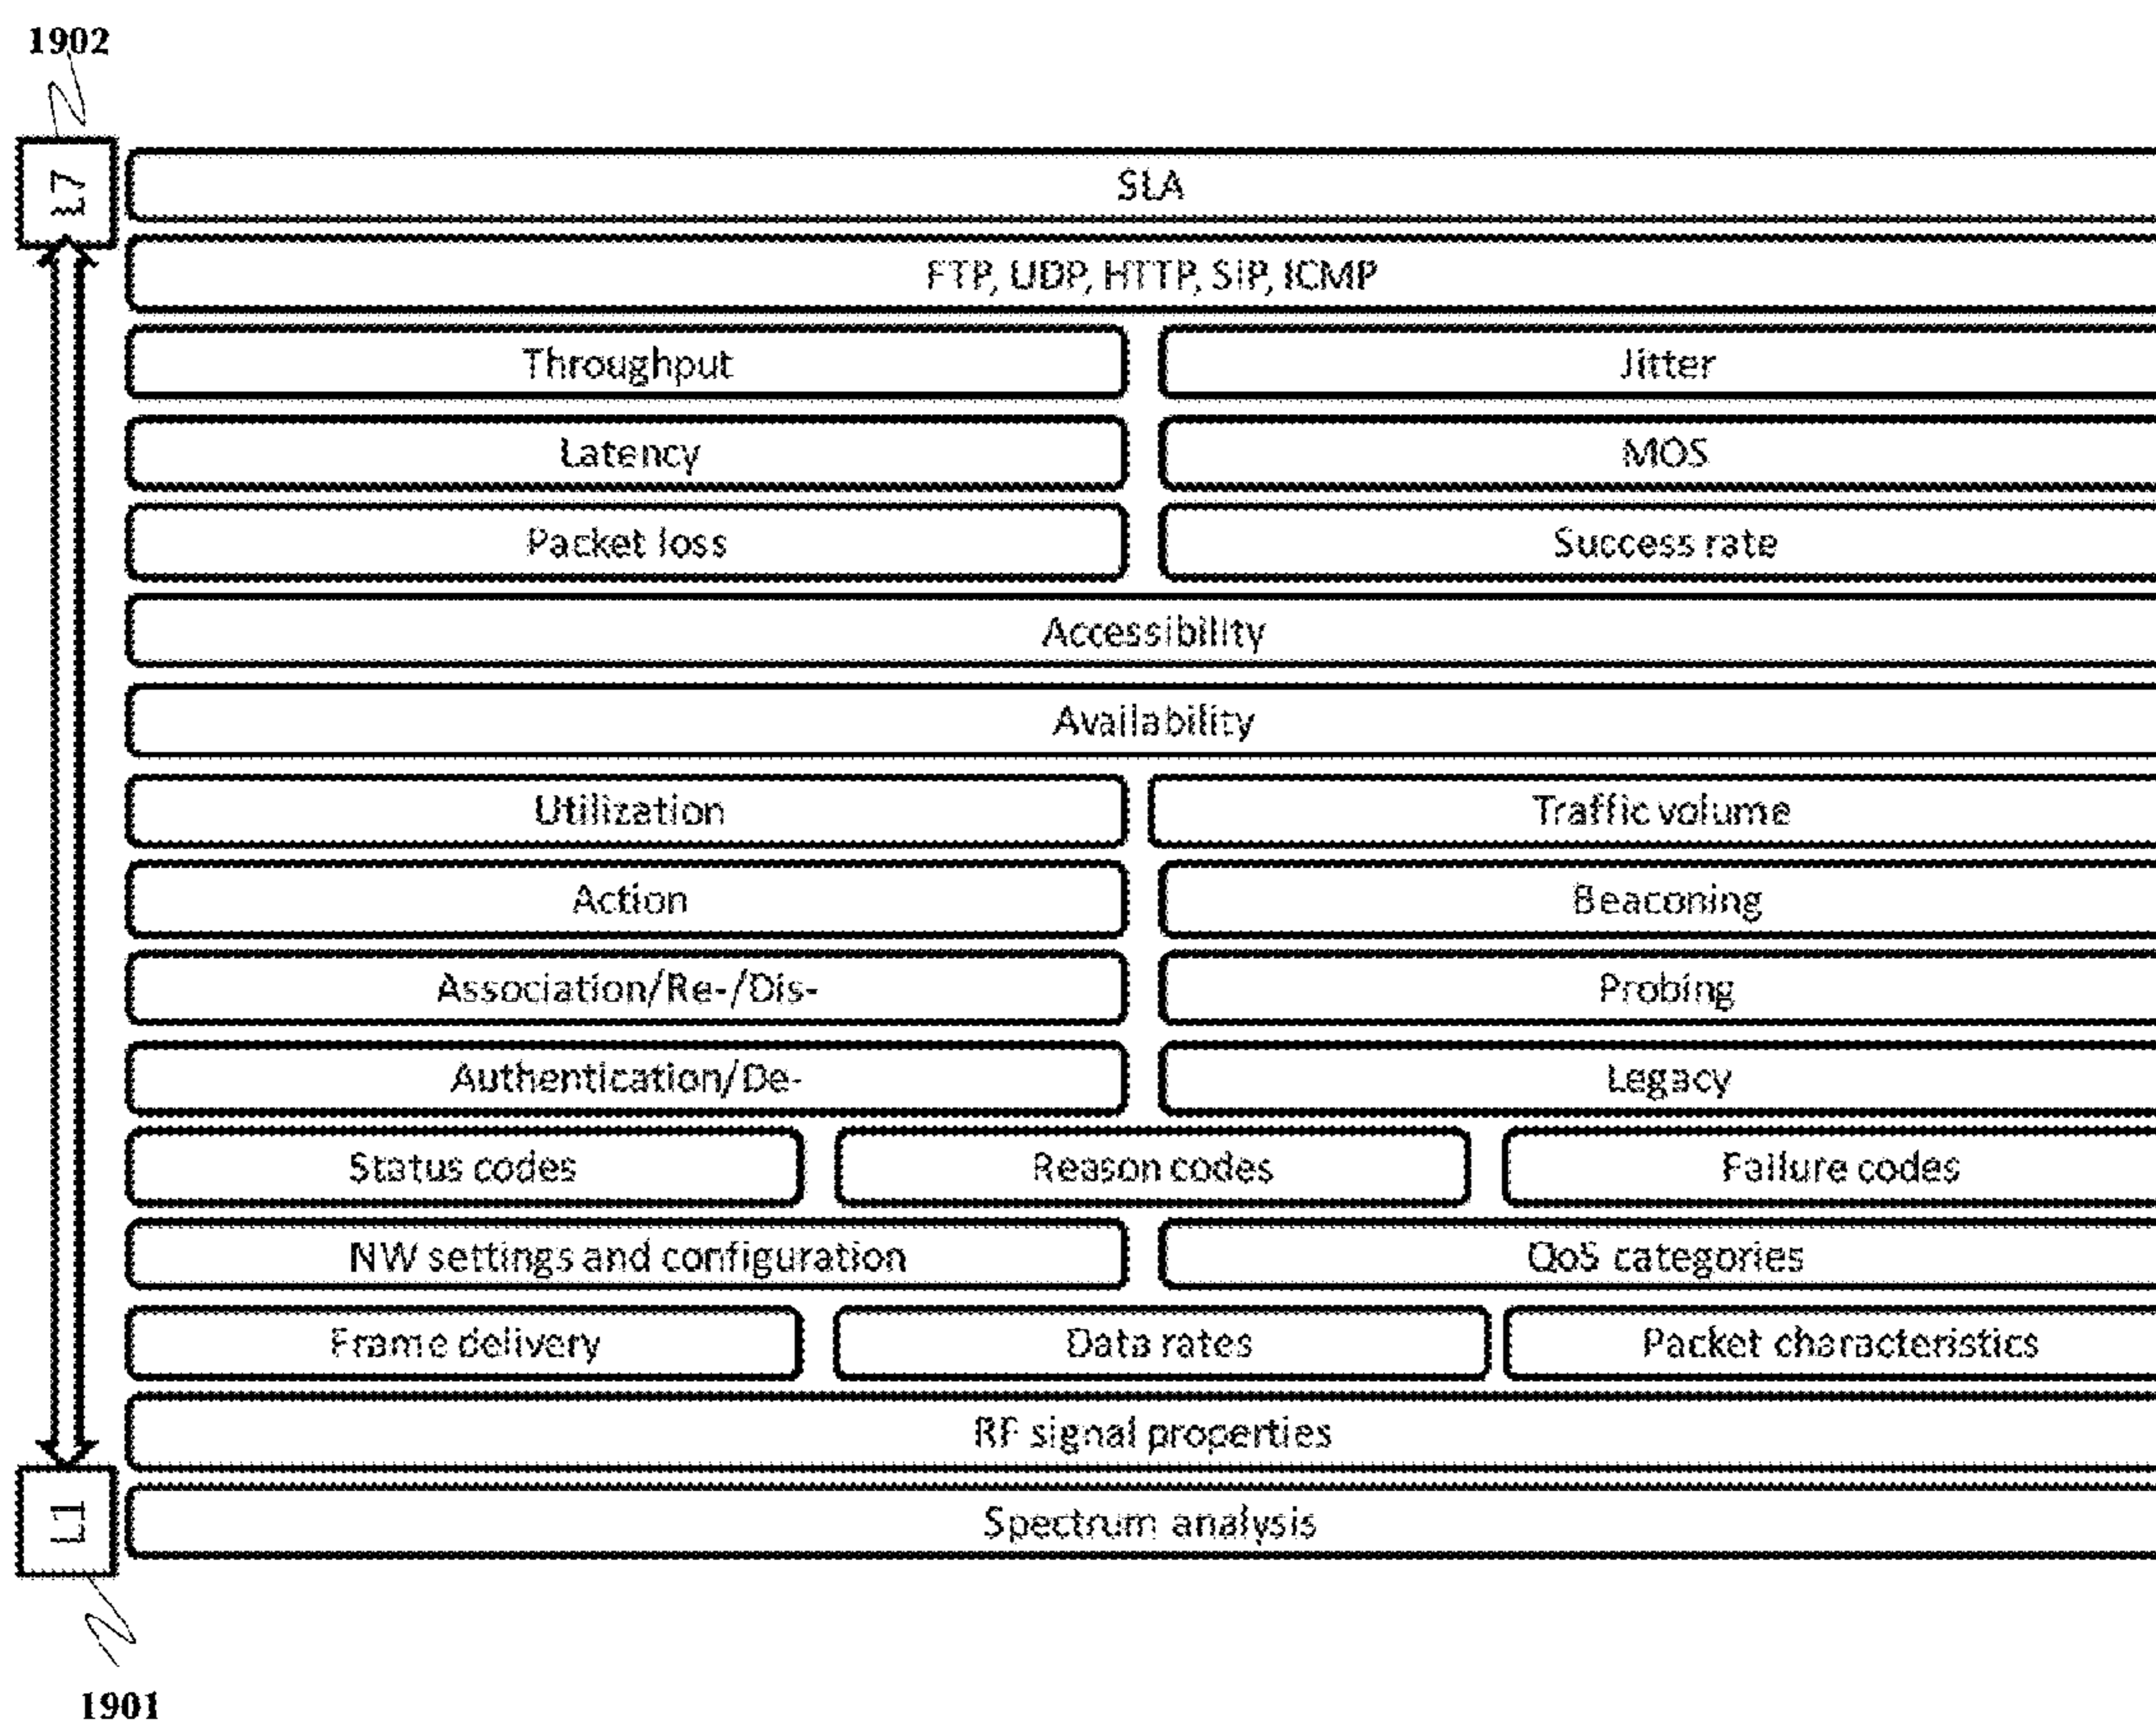 1902
L7
SLA
FTP, UDP, HTTP, SIP, ICMP
Throughput
Jitter
Latency
MOS
Packet loss
Success rate
Accessibility
Availability
Utilization
Traffic volume
Action
Beaconing
Association/Re-/Dis-
Probing
Authentication/De-
Legacy
Status codes
Reason codes
Failure codes
NW settings and configuration
QoS categories
Frame delivery
Data rates
Packet characteristics
RF signal properties
L1
Spectrum analysis
1901